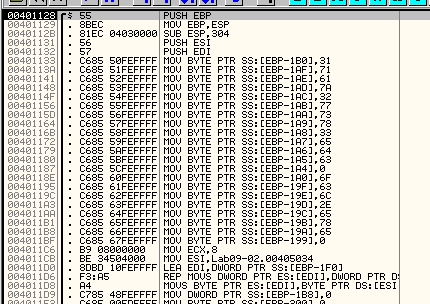 00401128 $ 55 PUSH EBP
00401129 . 8BEC MOV EBP,ESP
0040112B . 81EC 04030000 SUB ESP,304
00401131 . 56 PUSH ESI
00401132 . 57 PUSH EDI
00401133 . C685 50FEFFFF MOV BYTE PTR SS:[EBP-1B0],31
0040113A . C685 51FEFFFF MOV BYTE PTR SS:[EBP-1AF],71
00401141 . C685 52FEFFFF MOV BYTE PTR SS:[EBP-1AE],61
00401148 . C685 53FEFFFF MOV BYTE PTR SS:[EBP-1AD],7A
0040114F . C685 54FEFFFF MOV BYTE PTR SS:[EBP-1AC],32
00401156 . C685 55FEFFFF MOV BYTE PTR SS:[EBP-1AB],77
0040115D . C685 56FEFFFF MOV BYTE PTR SS:[EBP-1AA],73
00401164 . C685 57FEFFFF MOV BYTE PTR SS:[EBP-1A9],78
0040116B . C685 58FEFFFF MOV BYTE PTR SS:[EBP-1A8],33
00401172 . C685 59FEFFFF MOV BYTE PTR SS:[EBP-1A7],65
00401179 . C685 5AFEFFFF MOV BYTE PTR SS:[EBP-1A6],64
00401180 . C685 5BFEFFFF MOV BYTE PTR SS:[EBP-1A5],63
00401187 . C685 5CFEFFFF MOV BYTE PTR SS:[EBP-1A4],0
0040118E . C685 60FEFFFF MOV BYTE PTR SS:[EBP-1A0],6F
00401195 . C685 61FEFFFF MOV BYTE PTR SS:[EBP-19F],63
0040119C . C685 62FEFFFF MOV BYTE PTR SS:[EBP-19E],6C
004011A3 . C685 63FEFFFF MOV BYTE PTR SS:[EBP-19D],2E
004011AA . C685 64FEFFFF MOV BYTE PTR SS:[EBP-19C],65
004011B1 . C685 65FEFFFF MOV BYTE PTR SS:[EBP-19B],78
004011B8 . C685 66FEFFFF MOV BYTE PTR SS:[EBP-19A],65
004011BF . C685 67FEFFFF MOV BYTE PTR SS:[EBP-199],0
004011C6 . B9 08000000 MOV ECX,8
004011CB . BE 34504000 MOV ESI,Lab09-02.00405034
004011D0 . 8DBD 10FEFFFF LEA EDI,DWORD PTR SS:[EBP-1F0]
004011D6 . F3:A5 REP MOVS DWORD PTR ES:[EDI],DWORD PTR DS
004011D8 . A4 MOVS BYTE PTR ES:[EDI],BYTE PTR DS:[ESI
004011D9 . C785 48FEFFFF MOV DWORD PTR SS:[EBP-1B8],0